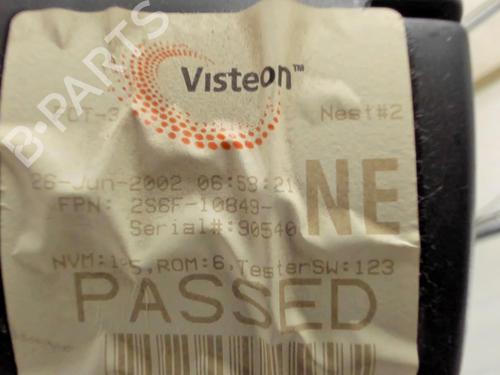 Visteon™
Nest#2
26-Jun-2002 06:58:21
NE
FPN: 2S6F-10849-
Serial#:90540
NVM:1.5,ROM:6,TesterSW:123
PASSED
B-PARTS